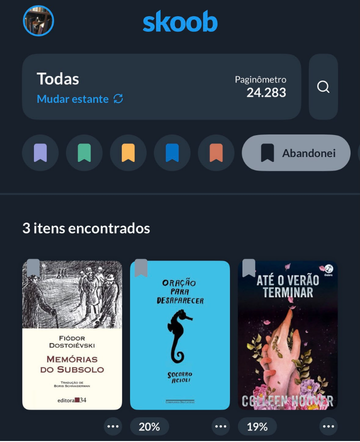 skoob
Todas
Mudar estante
Paginômetro
24.283
Abandonei
3 itens encontrados
FIÓDOR
DOSTOIÉVSKI
MEMÓRIAS
DO SUBSOLO
editora 34
ORAÇÃO
PARA
DESAPARECER
SOCORRO
ACIOLI
ATÉ O VERÃO
TERMINAR
COLLEEN HOOVER
20%
19%